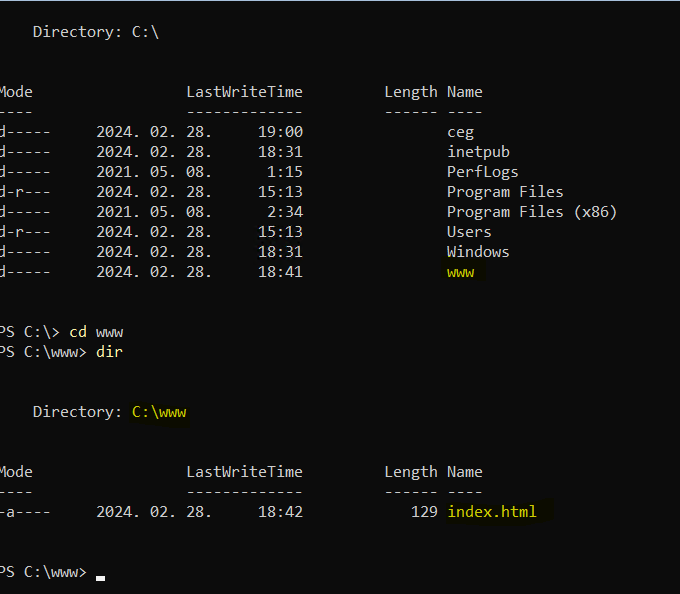 Directory: C:\
Mode LastWriteTime Length Name
---- ------------- ------ ----
d----- 2024. 02. 28. 19:00 ceg
d----- 2024. 02. 28. 18:31 inetpub
d----- 2021. 05. 08. 1:15 PerfLogs
d-r--- 2024. 02. 28. 15:13 Program Files
d----- 2021. 05. 08. 2:34 Program Files (x86)
d-r--- 2024. 02. 28. 15:13 Users
d----- 2024. 02. 28. 18:31 Windows
d----- 2024. 02. 28. 18:41 www
PS C:\> cd www
PS C:\www> dir
Directory: C:\www
Mode LastWriteTime Length Name
---- ------------- ------ ----
-a---- 2024. 02. 28. 18:42 129 index.html
PS C:\www>